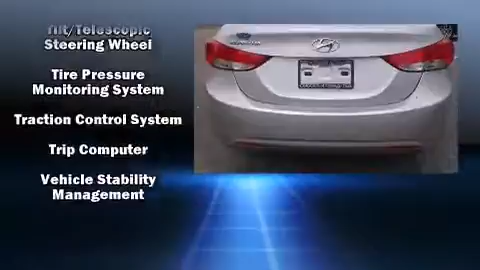 Tilt/Telescopic
Steering Wheel
Tire Pressure
Monitoring System
Traction Control System
Trip Computer
Vehicle Stability
Management